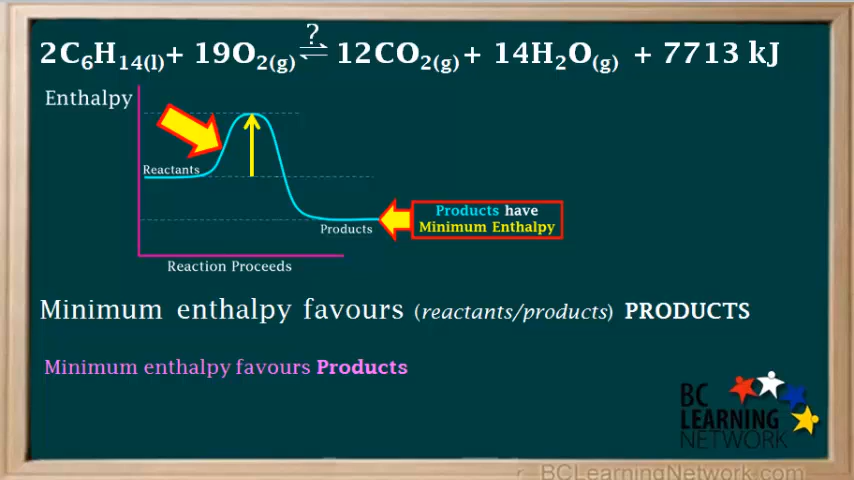 2C₆H₁₄₍ₗ₎+ 19O₂₍g₎ ?⇌ 12CO₂₍g₎+ 14H₂O₍g₎ + 7713 kJ
Enthalpy
Reactants
Products have
Minimum Enthalpy
Products
Reaction Proceeds
Minimum enthalpy favours (reactants/products) PRODUCTS
Minimum enthalpy favours Products
BC
LEARNING
NETWORK
BCLearningNetwork.com